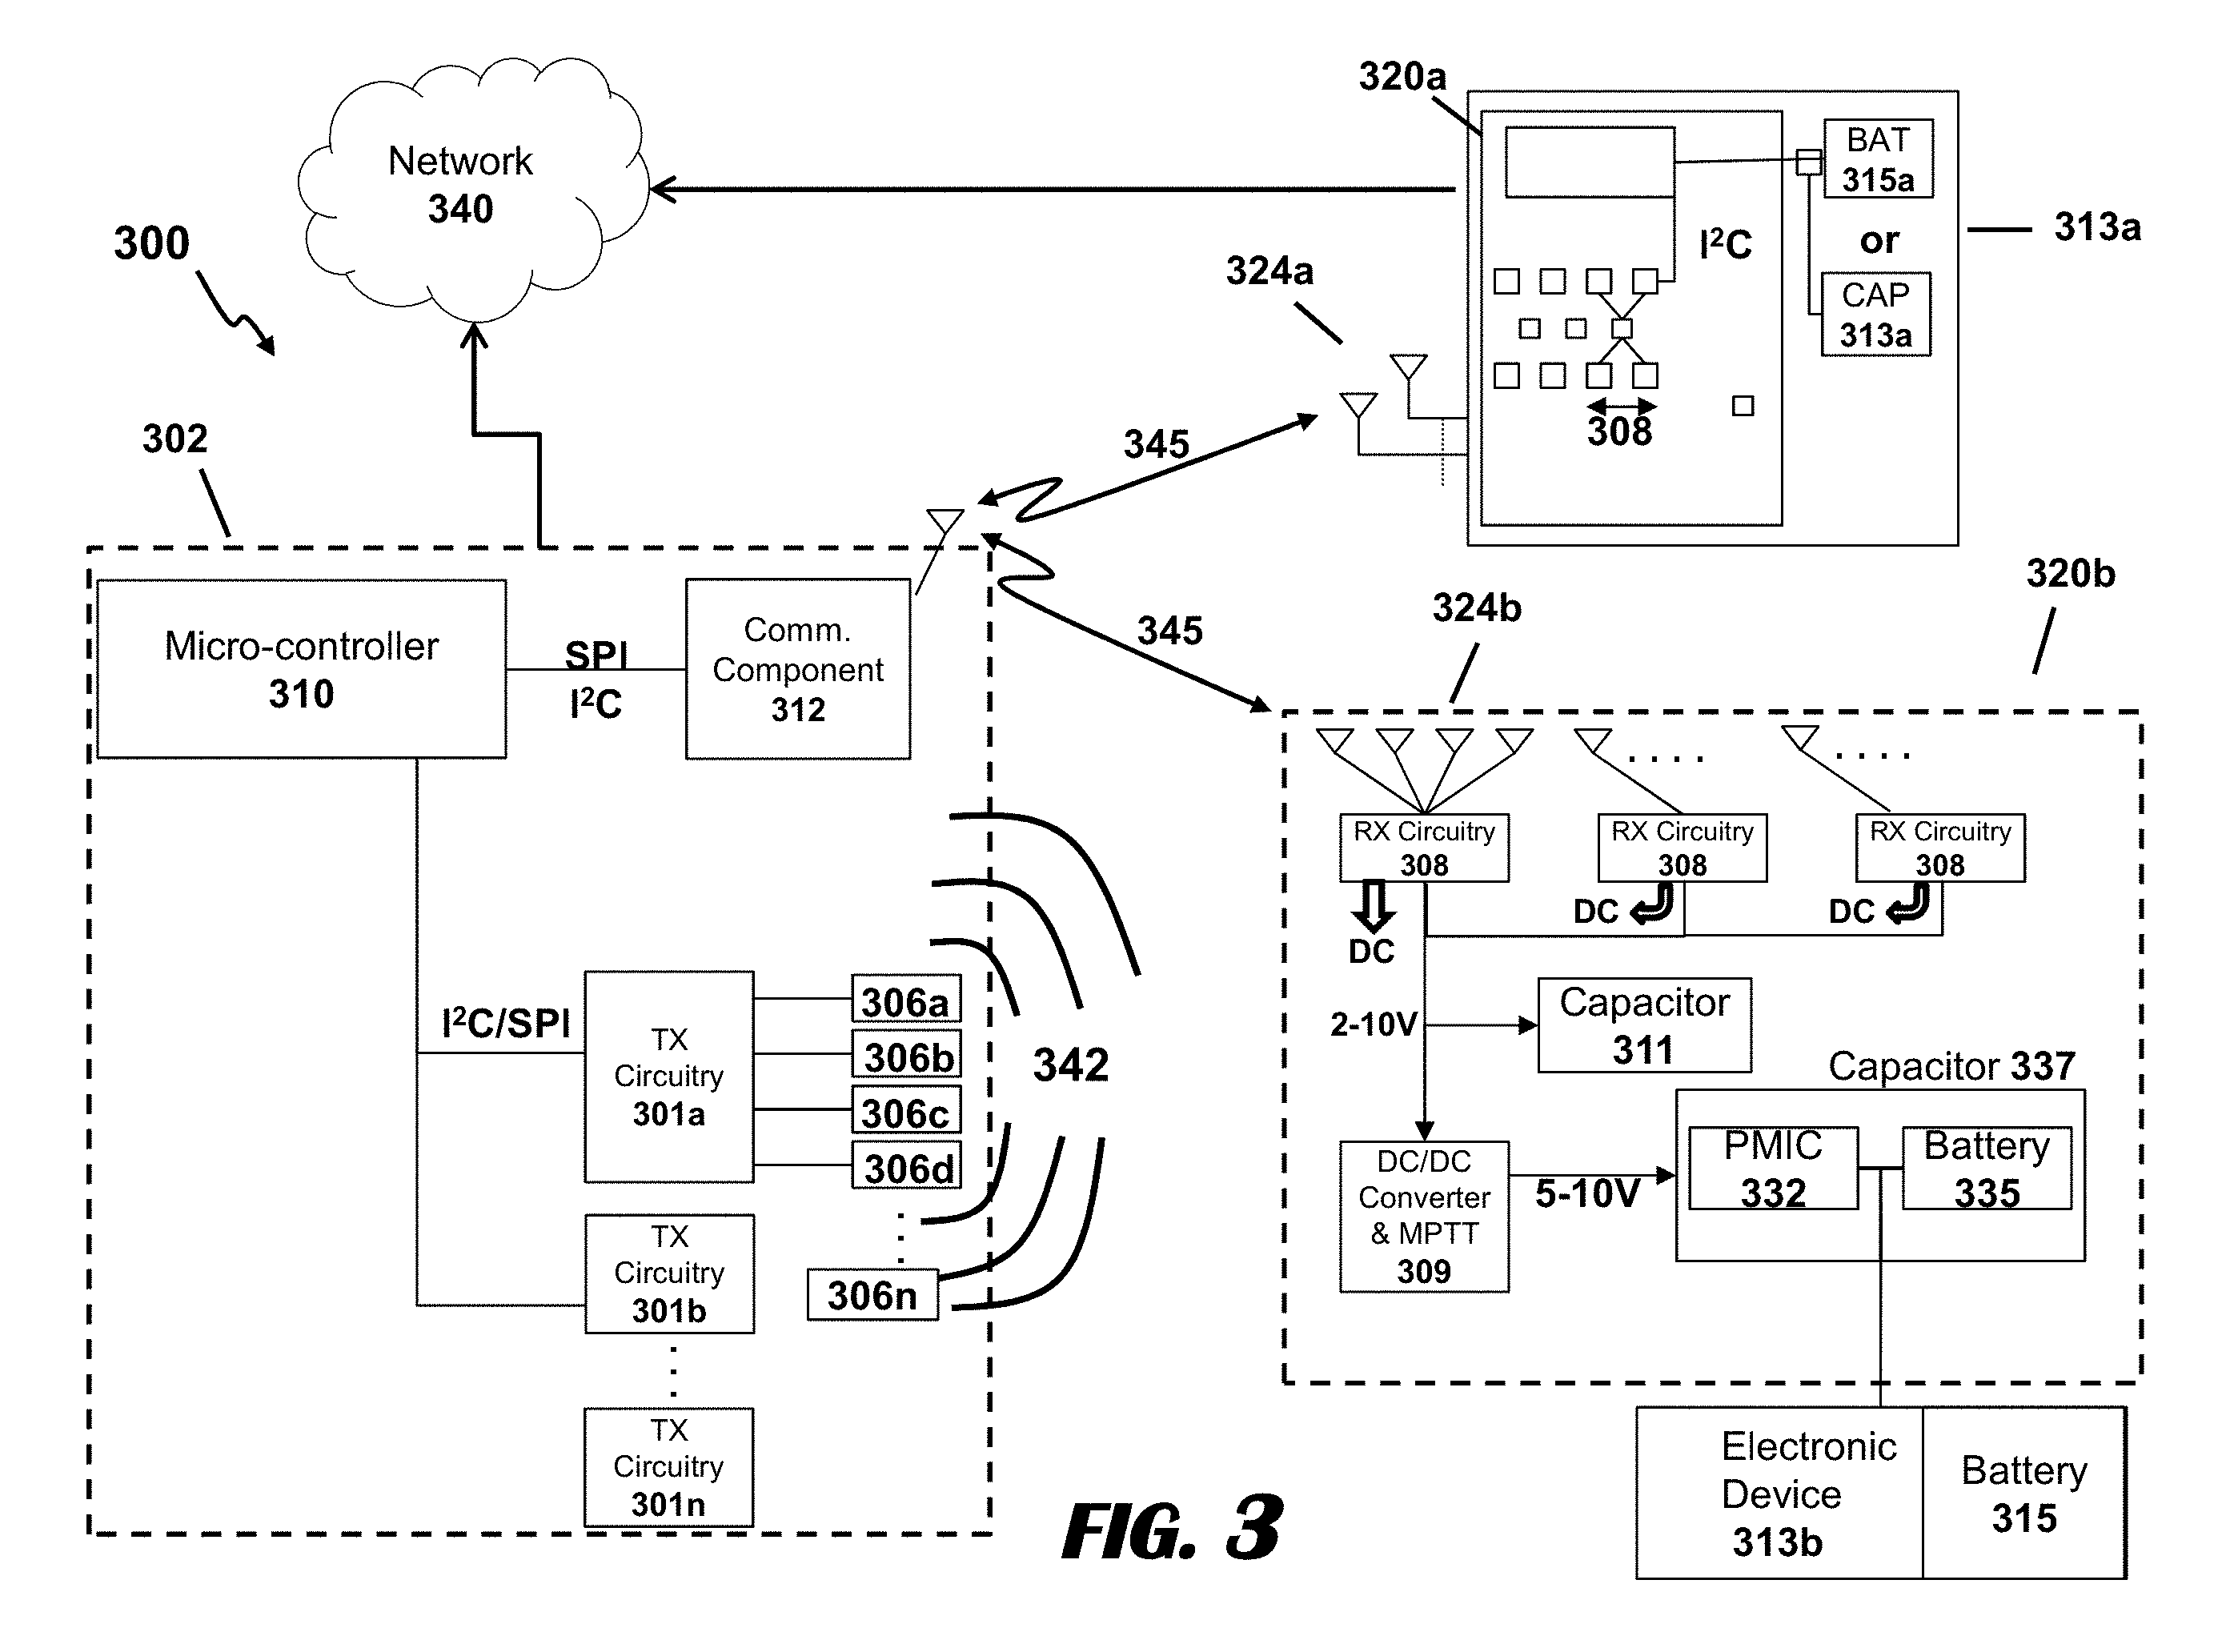 Network
340
300
302
320a
BAT
315a
or
CAP
313a
313a
I²C
308
324a
345
345
Micro-controller
310
SPI
I²C
Comm.
Component
312
I²C/SPI
TX
Circuitry
301a
306a
306b
306c
306d
306n
342
TX
Circuitry
301b
TX
Circuitry
301n
324b
320b
RX Circuitry
308
RX Circuitry
308
RX Circuitry
308
DC
DC
DC
2-10V
Capacitor
311
Capacitor 337
PMIC
332
Battery
335
DC/DC
Converter
& MPTT
309
5-10V
Electronic
Device
313b
Battery
315
FIG. 3